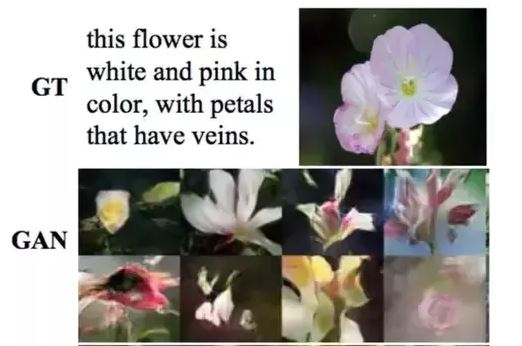 this flower is
white and pink in
GT
color, with petals
that have veins.
GAN